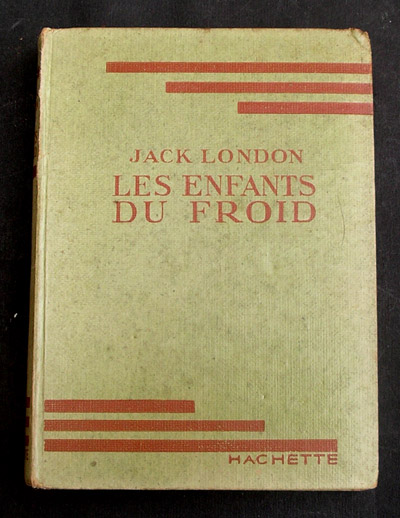 JACK LONDON
LES ENFANTS
DU FROID
HACHETTE